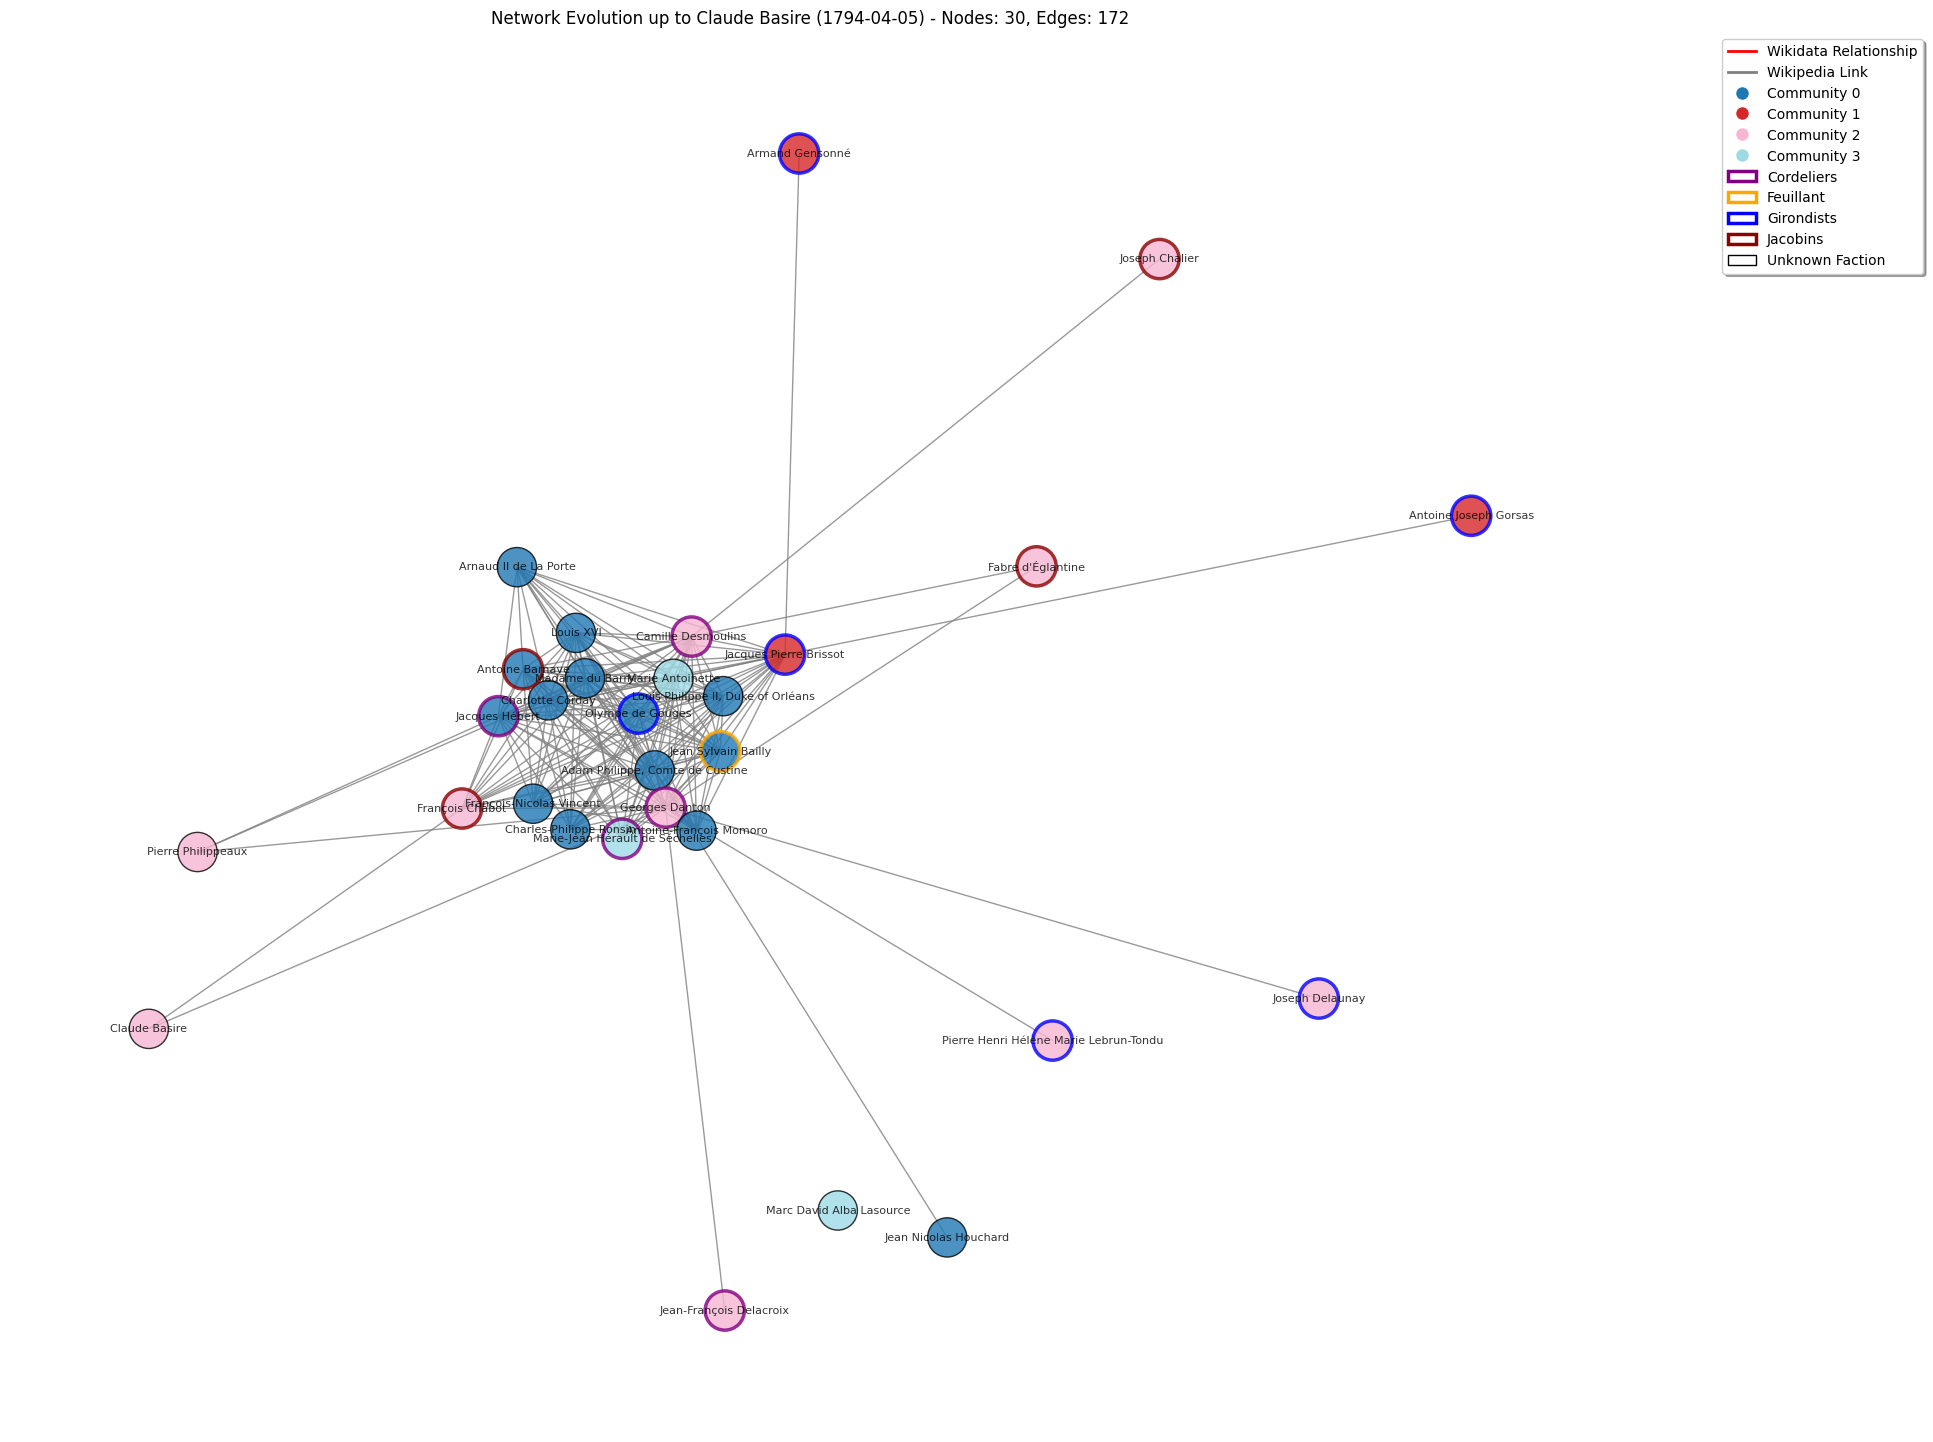 Network Evolution up to Claude Basire (1794-04-05) - Nodes: 30, Edges: 172
Wikidata Relationship
Wikipedia Link
Community 0
Community 1
Community 2
Community 3
Cordeliers
Feuillant
Girondists
Jacobins
Unknown Faction
Armand Gensonné
Joseph Chalier
Antoine Joseph Gorsas
Arnaud II de La Porte
Fabre d'Églantine
Louis XVI
Camille Desmoulins
Jacques Pierre Brissot
Antoine Barnave
Madame du Barry
Marie Antoinette
Charlotte Corday
Louis Philippe II, Duke of Orléans
Jacques Hébert
Olympe de Gouges
Jean Sylvain Bailly
Adam Philippe, Comte de Custine
François Chabot
François-Nicolas Vincent
Georges Danton
Charles-Philippe Ronsin
Antoine-François Momoro
Marie-Jean Hérault de Séchelles
Pierre Philippeaux
Claude Basire
Joseph Delaunay
Pierre Henri Hélène Marie Lebrun-Tondu
Marc David Alba Lasource
Jean Nicolas Houchard
Jean-François Delacroix